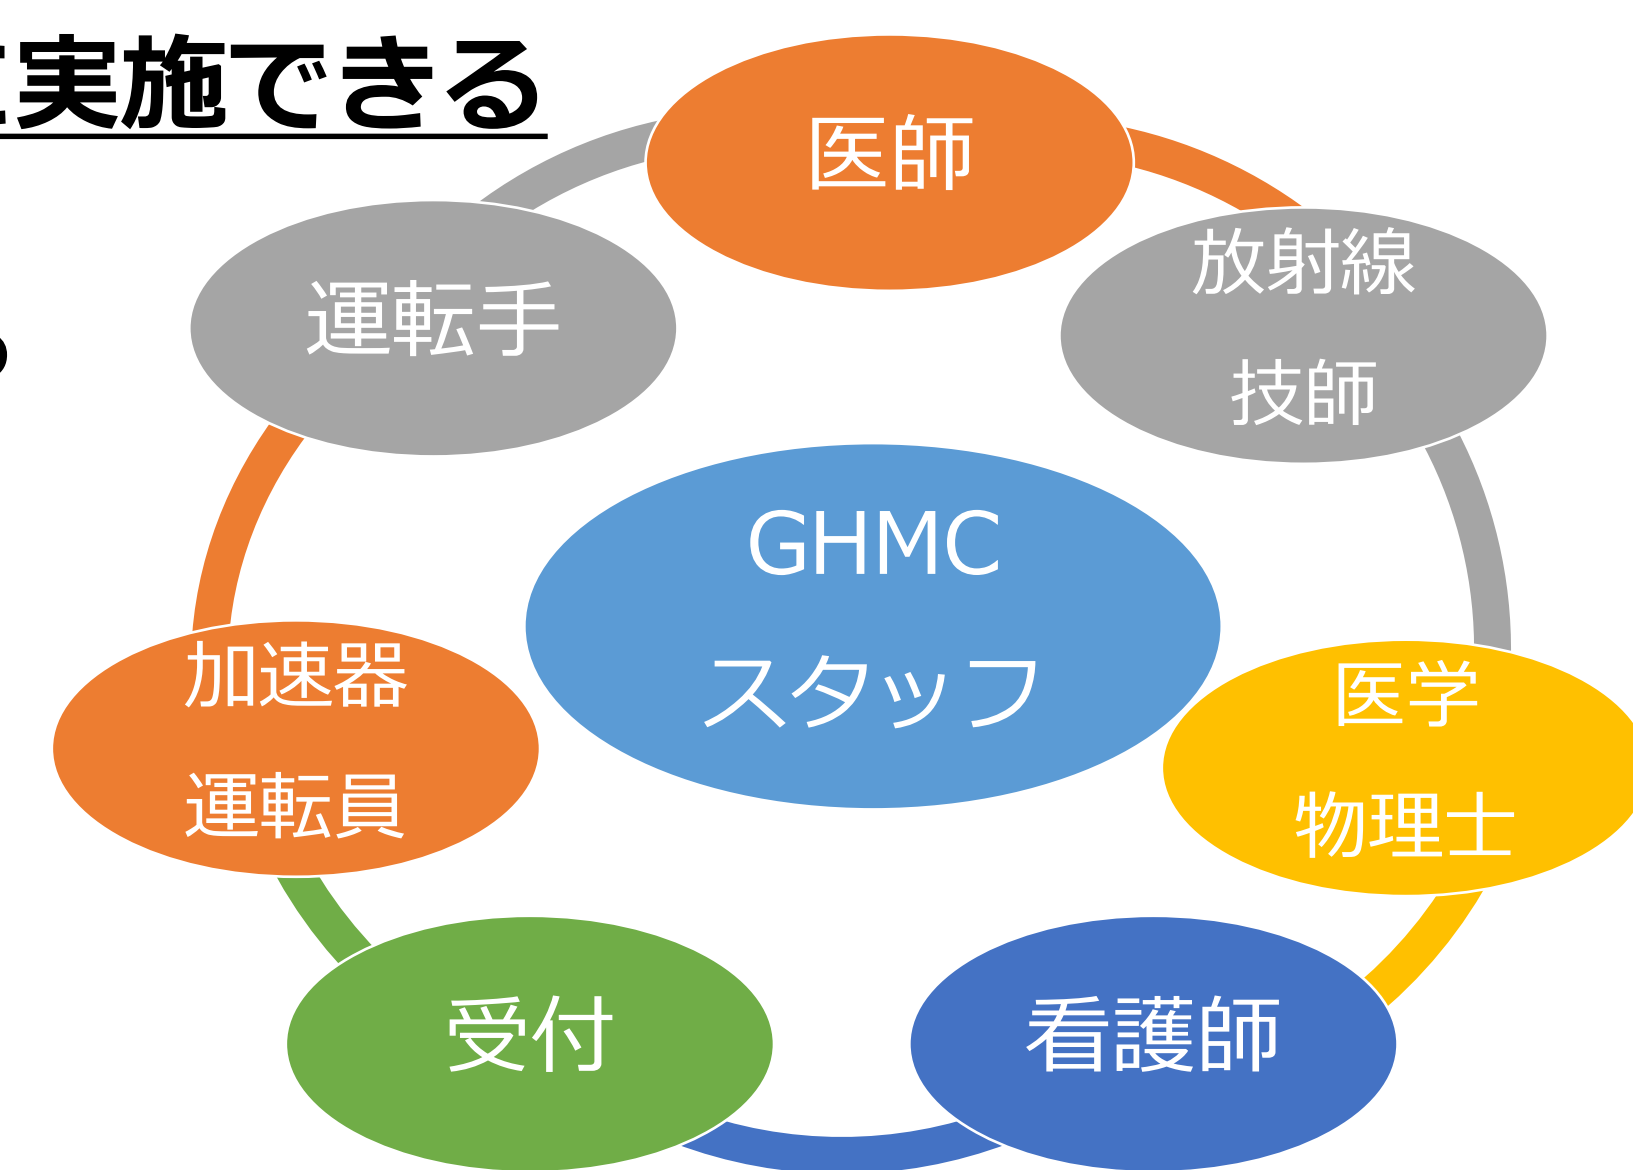 に実施できる
医師
放射線
技師
運転手
GHMC
スタッフ
加速器
運転員
医学
物理士
受付
看護師